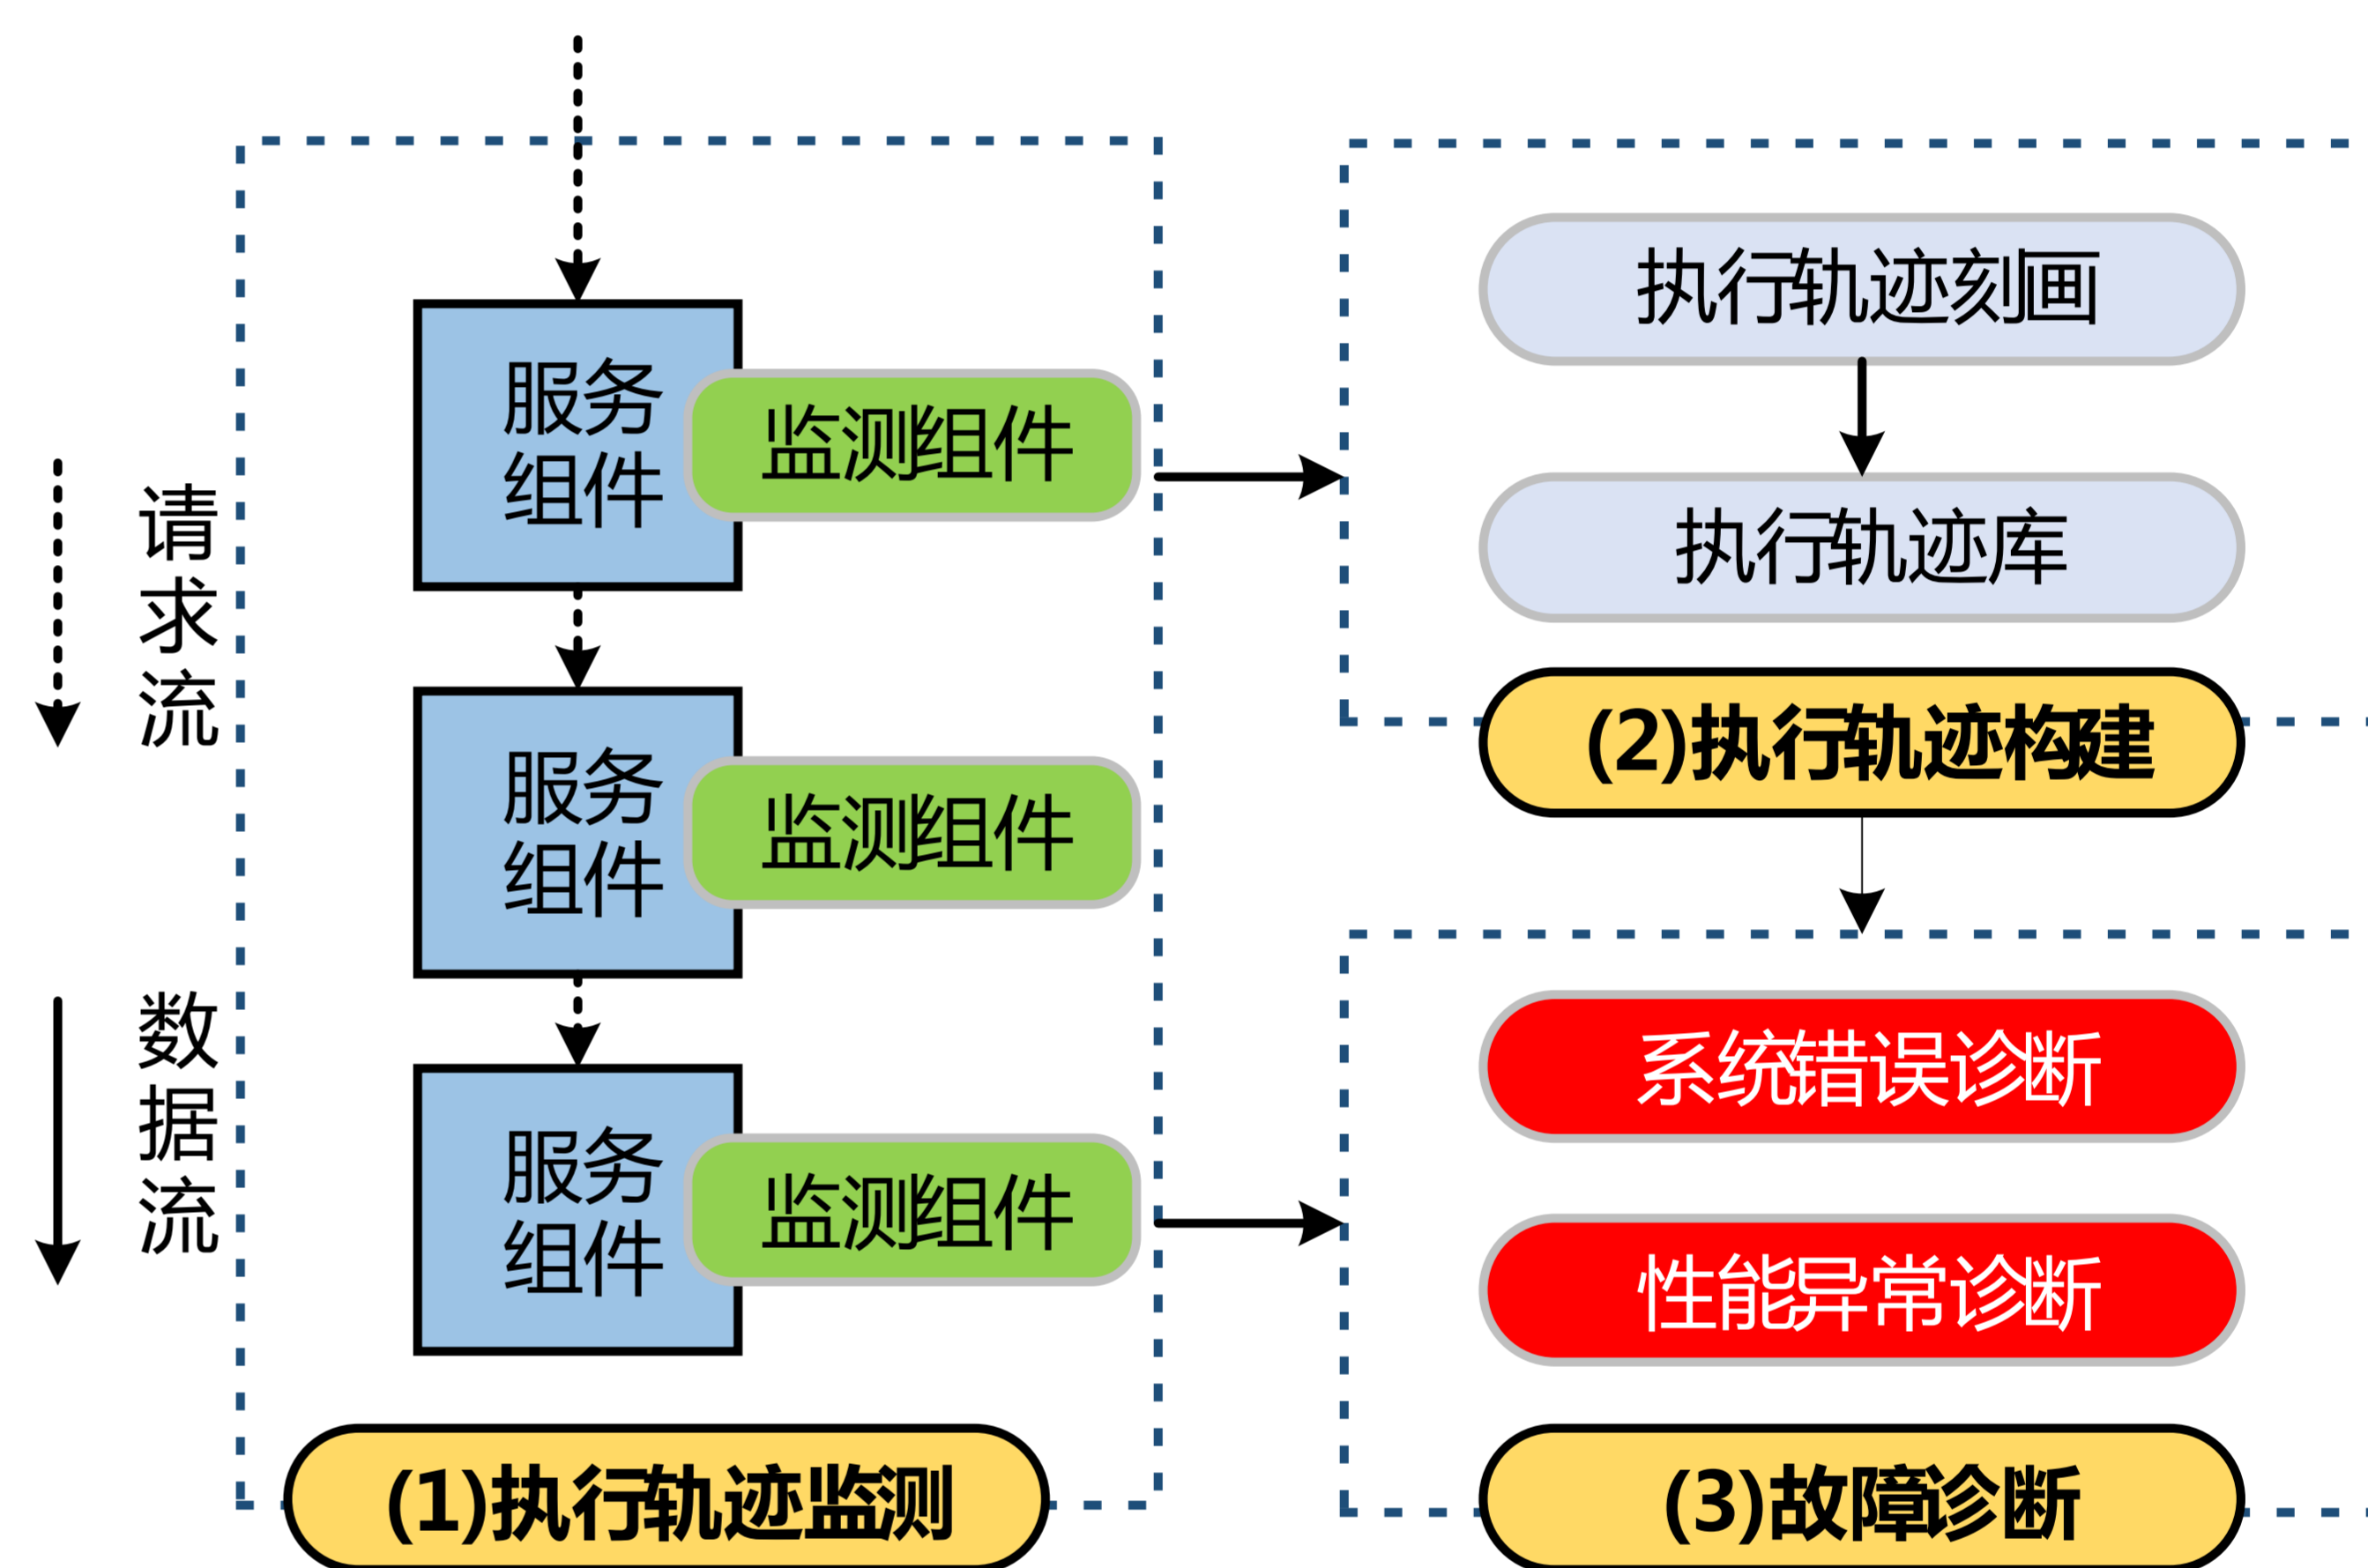 请
求
流
数
据
流
服务
组件
监测组件
服务
组件
监测组件
服务
组件
监测组件
(1)执行轨迹监测
执行轨迹刻画
执行轨迹库
(2)执行轨迹构建
系统错误诊断
性能异常诊断
(3)故障诊断